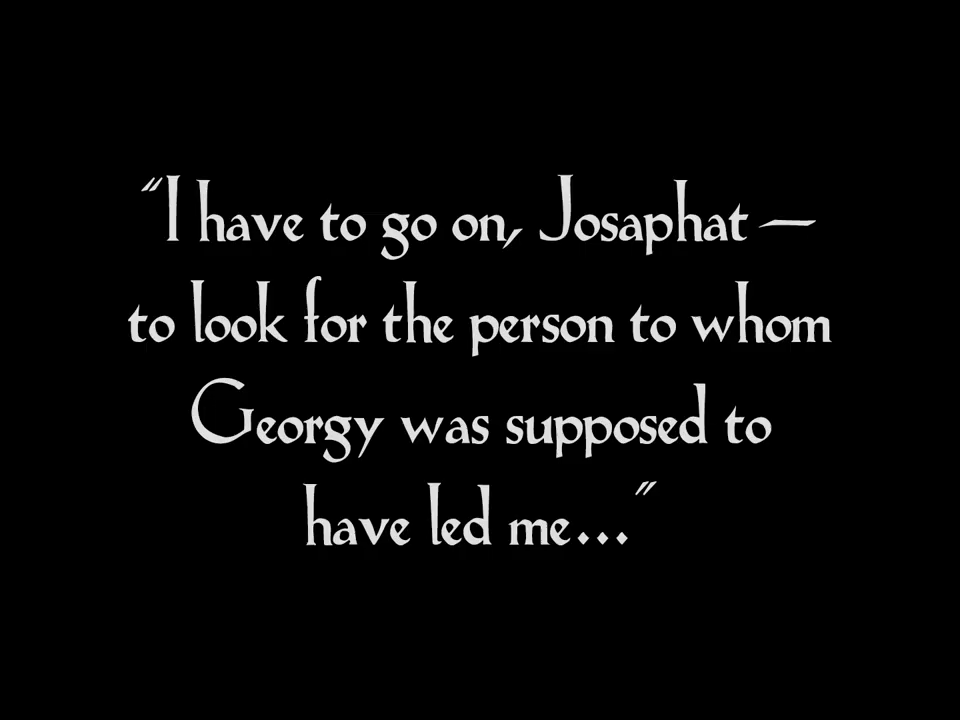 "I have to go on, Josaphat —
to look for the person to whom
Georgy was supposed to
have led me..."